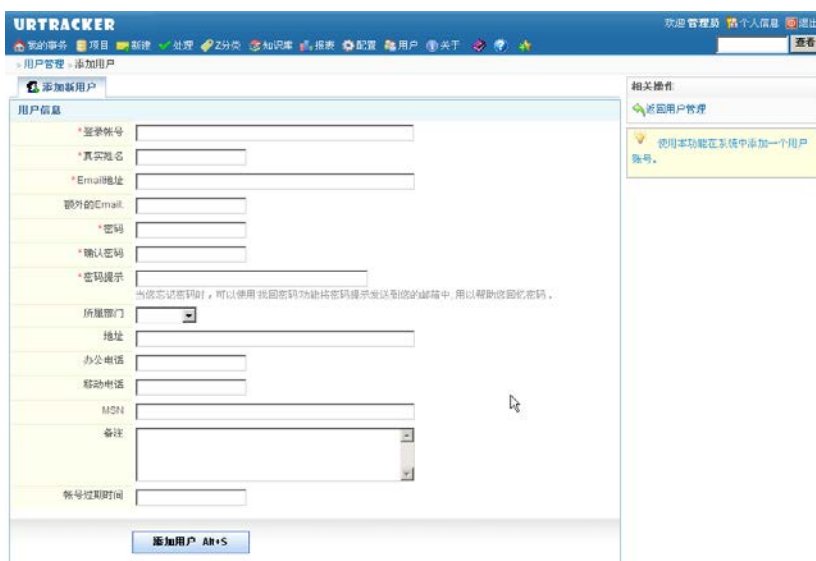 URTRACKER
欢迎 管理员 个人信息 退出
我的事务 项目 新建 处理 Z分类 知识库 报表 配置 用户 关于
查看
用户管理 » 添加用户
添加新用户
相关操作
用户信息
返回用户管理
*登录帐号
使用本功能在系统中添加一个用户
账号。
*真实姓名
*Email地址
额外的Email:
*密码
*确认密码
*密码提示
当您忘记密码时，可以使用'找回密码'功能将密码提示发送到您的邮箱中,用以帮助您回忆密码。
所属部门
地址
办公电话
移动电话
MSN
备注
帐号过期时间
添加用户 Alt+S